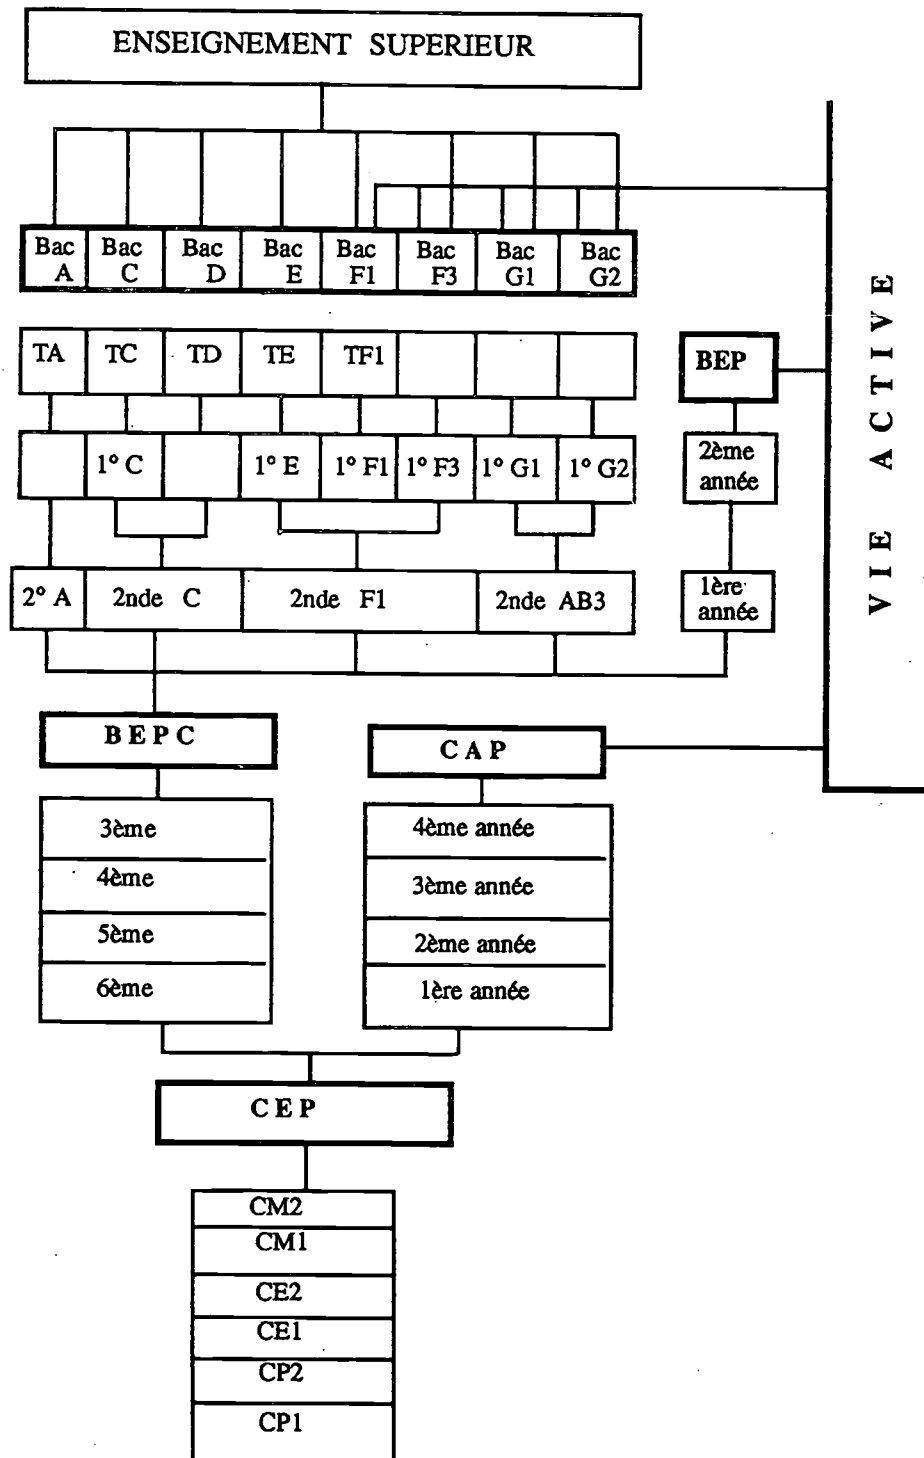 ENSEIGNEMENT SUPERIEUR
Bac A
Bac C
Bac D
Bac E
Bac F1
Bac F3
Bac G1
Bac G2
TA
TC
TD
TE
TF1
BEP
1° C
1° E
1° F1
1° F3
1° G1
1° G2
2ème
année
2° A
2nde C
2nde F1
2nde AB3
1ère
année
VIE ACTIVE
BEPC
CAP
3ème
4ème
5ème
6ème
4ème année
3ème année
2ème année
1ère année
CEP
CM2
CM1
CE2
CE1
CP2
CP1